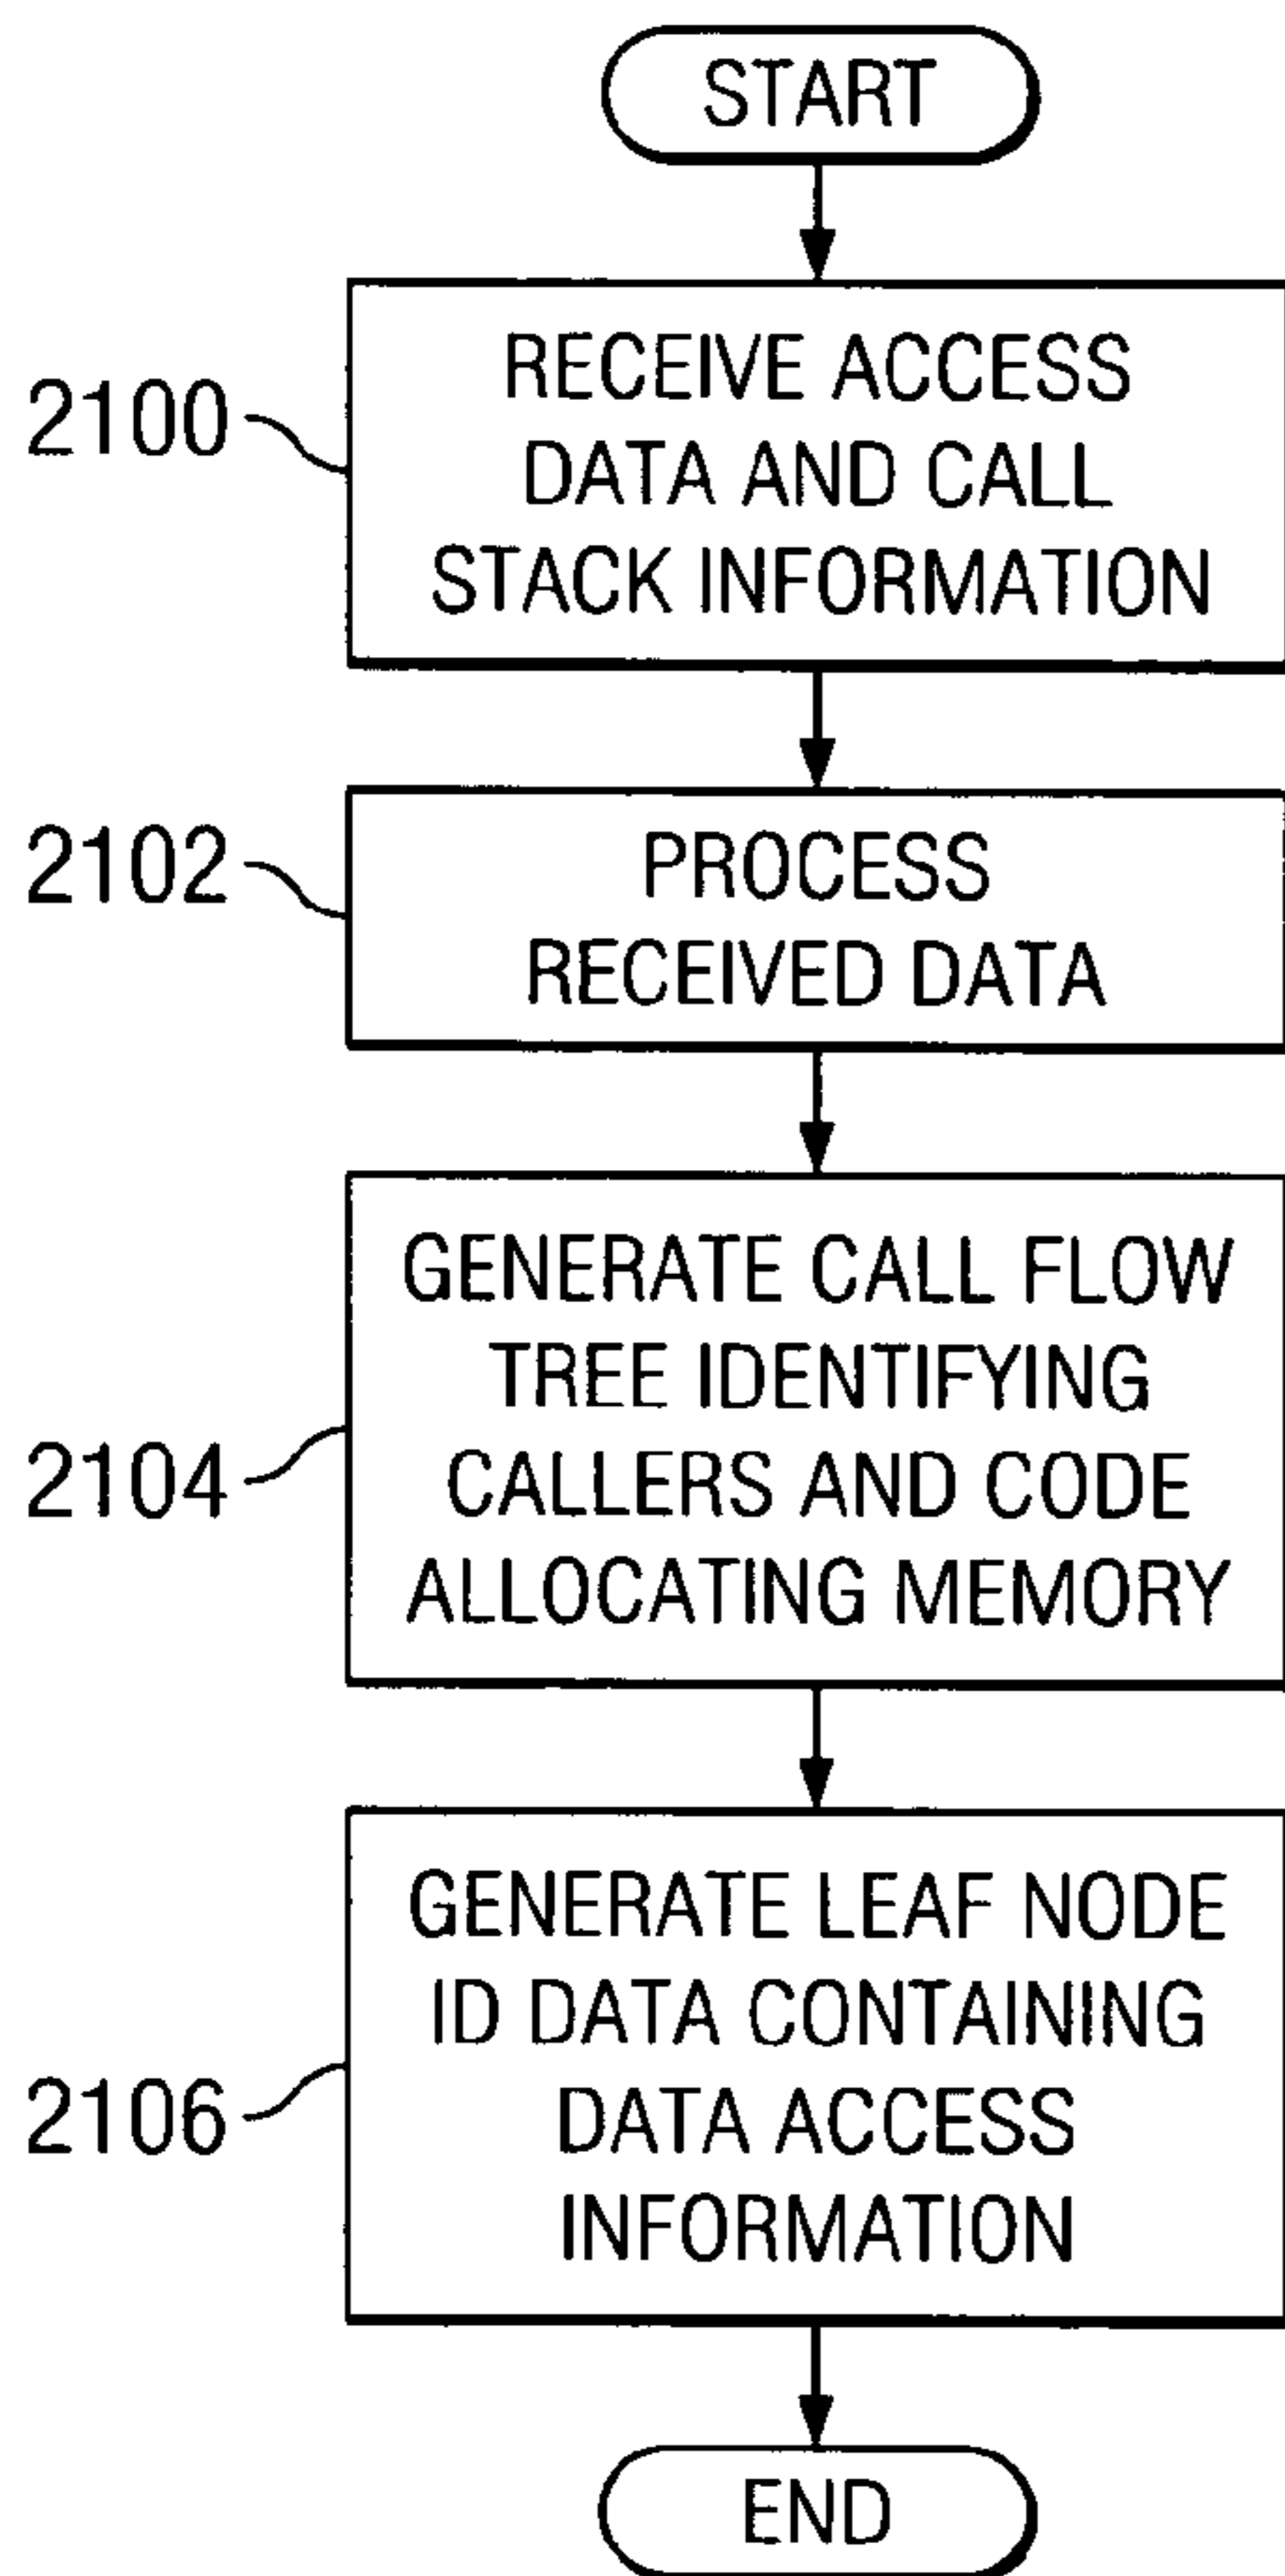 START
2100
RECEIVE ACCESS
DATA AND CALL
STACK INFORMATION
2102
PROCESS
RECEIVED DATA
2104
GENERATE CALL FLOW
TREE IDENTIFYING
CALLERS AND CODE
ALLOCATING MEMORY
2106
GENERATE LEAF NODE
ID DATA CONTAINING
DATA ACCESS
INFORMATION
END